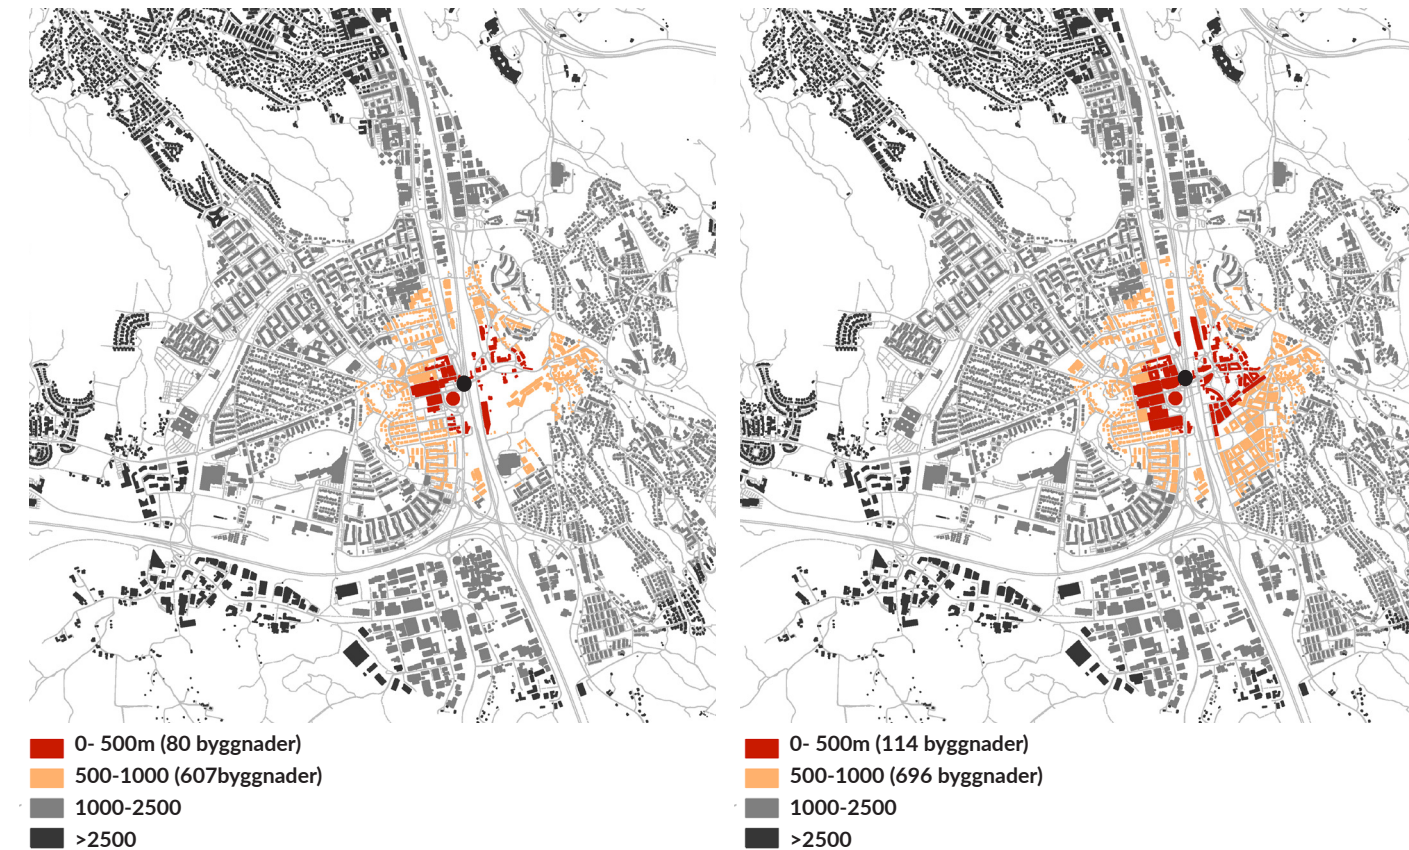 0- 500m (80 byggnader)
500-1000 (607byggnader)
1000-2500
>2500
0- 500m (114 byggnader)
500-1000 (696 byggnader)
1000-2500
>2500